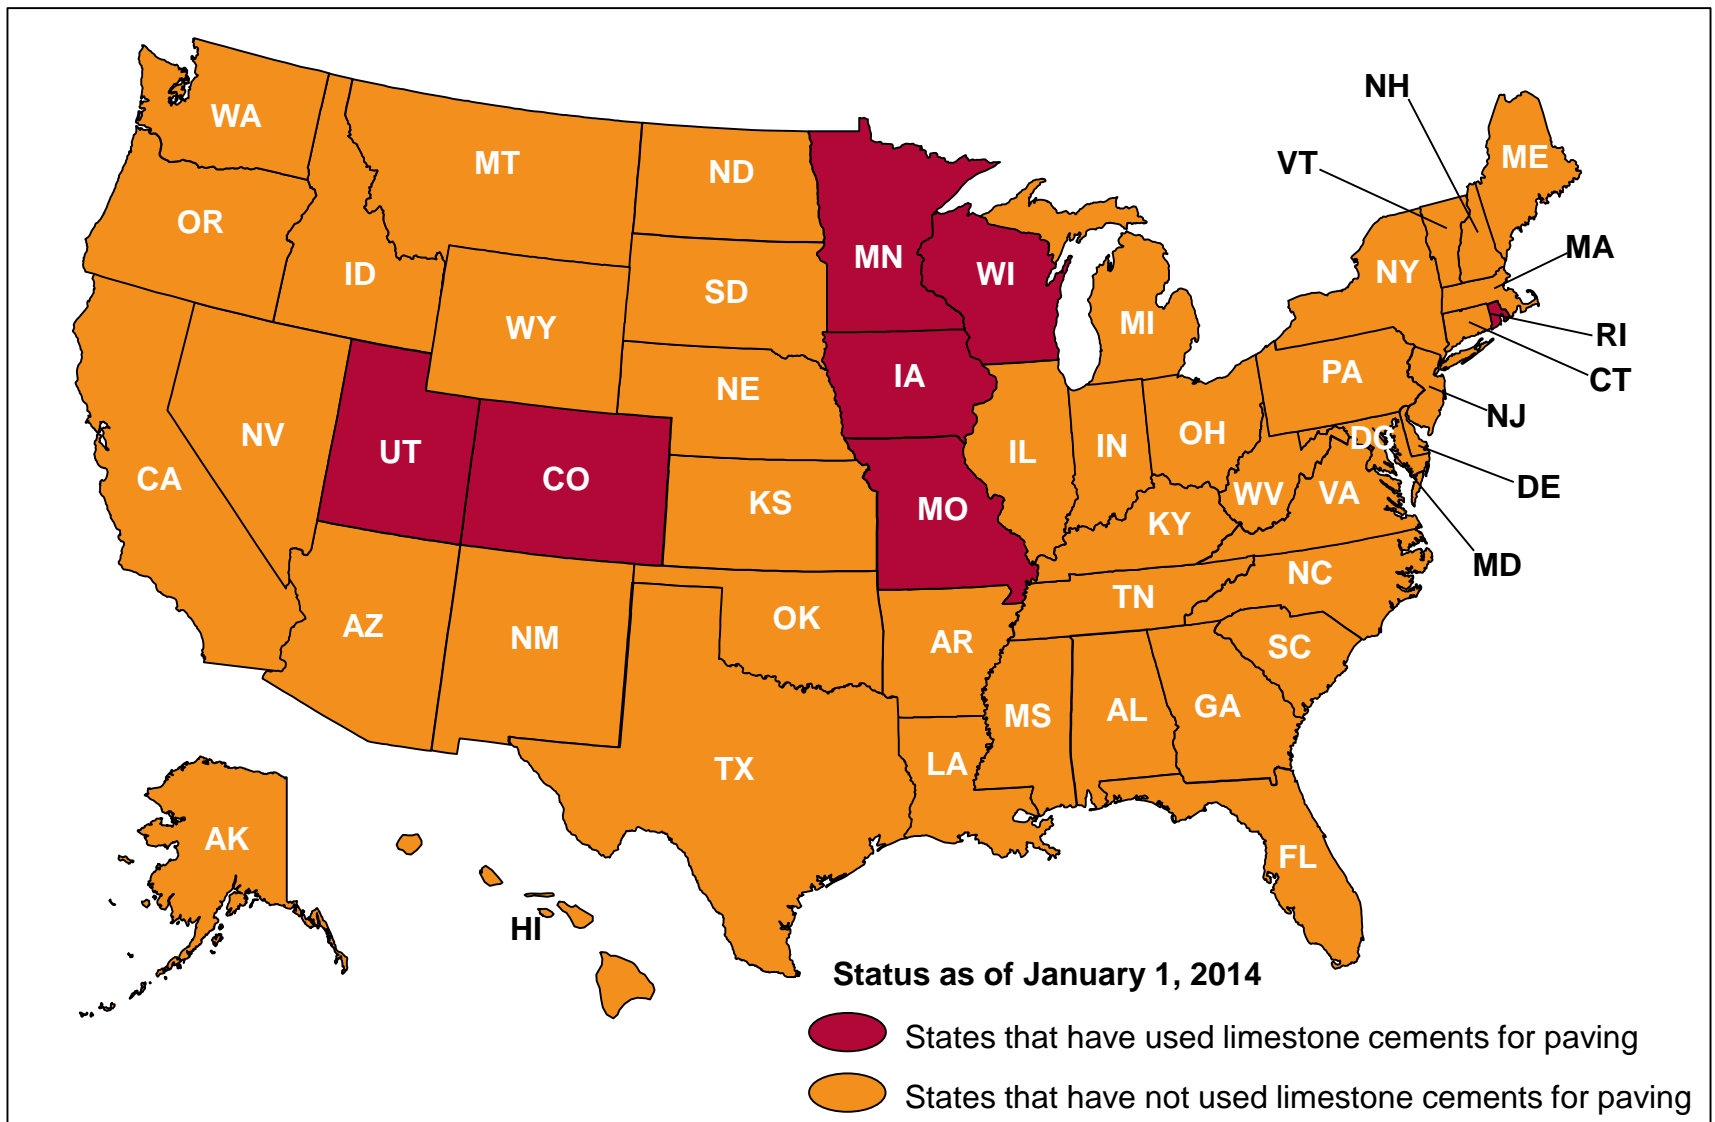 NH
WA
ME
VT
MT
ND
OR
MN
MA
NY
ID
WI
SD
WY
MI
RI
PA
IA
CT
NE
NJ
NV
OH
DC
UT
IN
IL
CA
CO
DE
WV
VA
KS
MO
KY
MD
NC
TN
OK
AZ
NM
AR
SC
GA
AL
MS
LA
TX
AK
FL
HI
Status as of January 1, 2014
States that have used limestone cements for paving
States that have not used limestone cements for paving